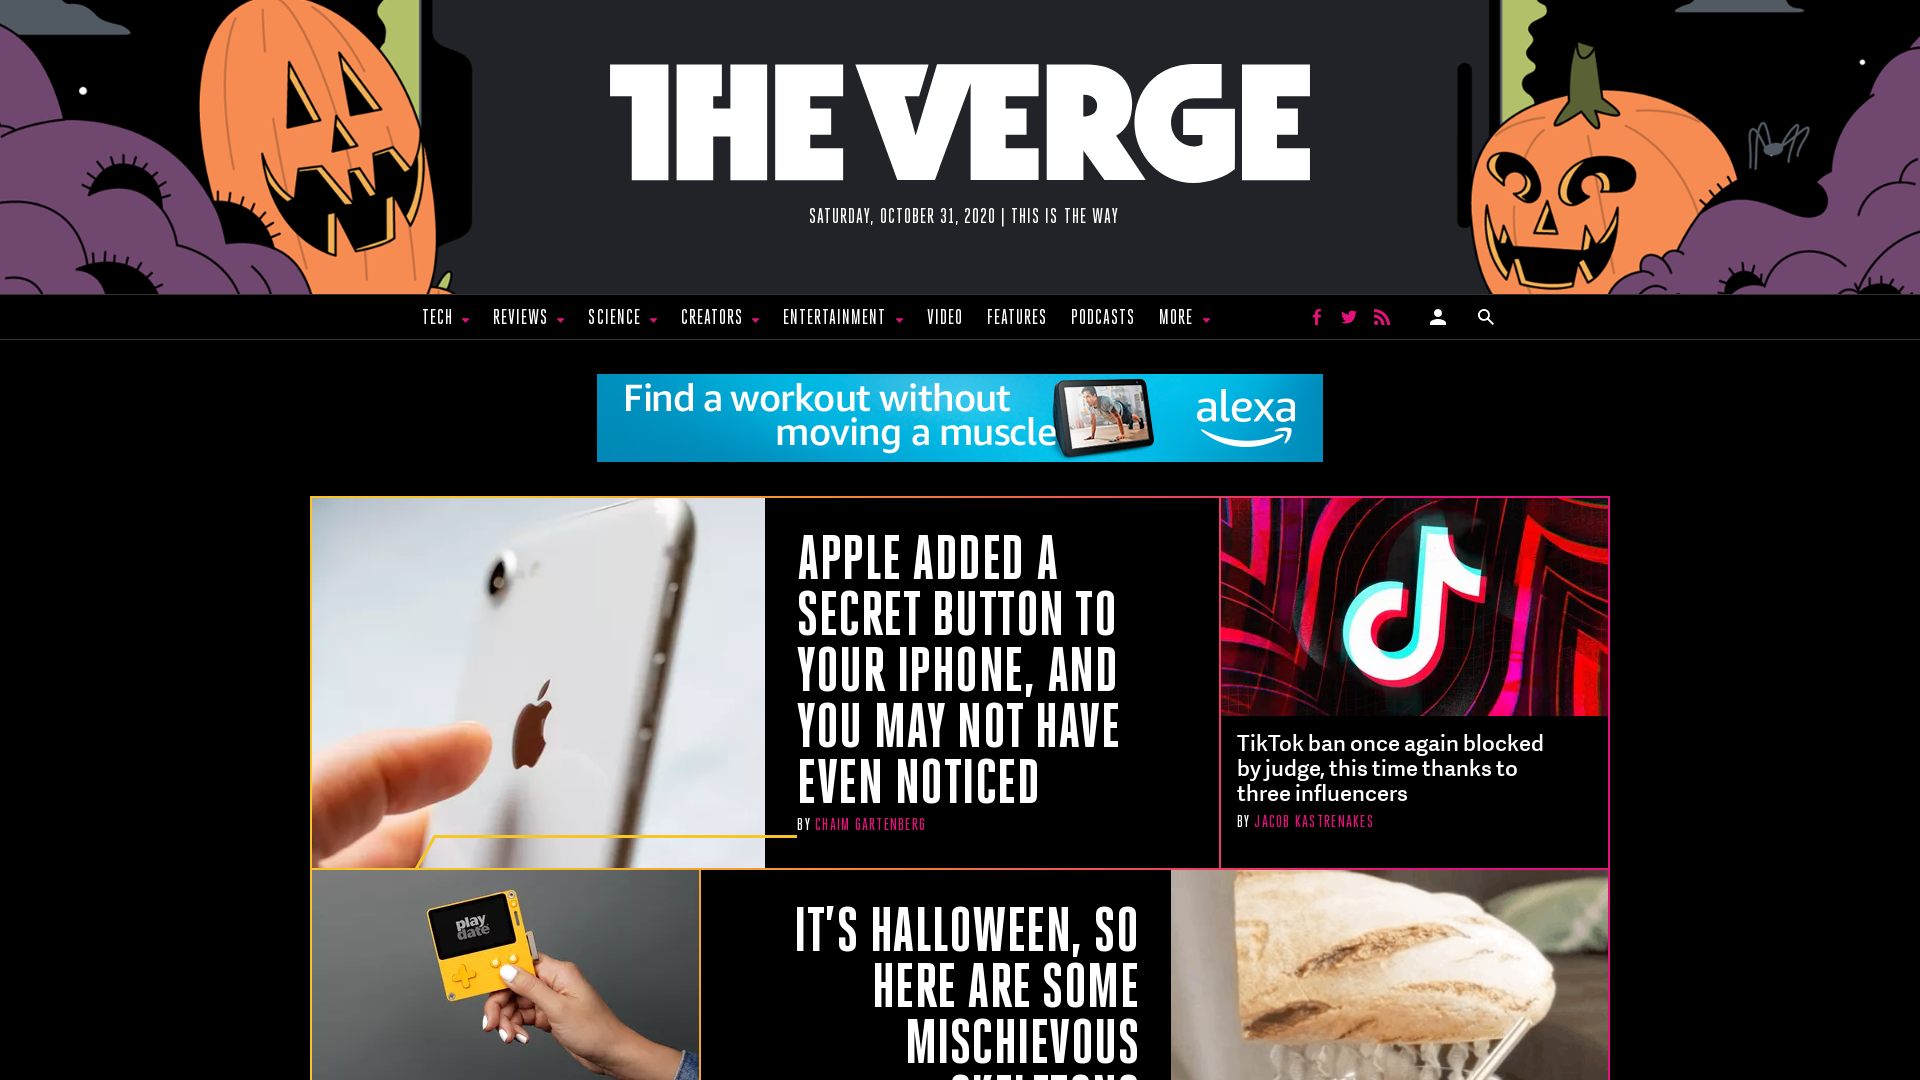 THE VERGE
SATURDAY, OCTOBER 31, 2020 | THIS IS THE WAY
TECH REVIEWS SCIENCE CREATORS ENTERTAINMENT VIDEO FEATURES PODCASTS MORE
Find a workout without
moving a muscle
alexa
APPLE ADDED A
SECRET BUTTON TO
YOUR IPHONE, AND
YOU MAY NOT HAVE
EVEN NOTICED
BY CHAIM GARTENBERG
TikTok ban once again blocked
by judge, this time thanks to
three influencers
BY JACOB KASTRENAKES
play
date
IT'S HALLOWEEN, SO
HERE ARE SOME
MISCHIEVOUS
SKELETONS